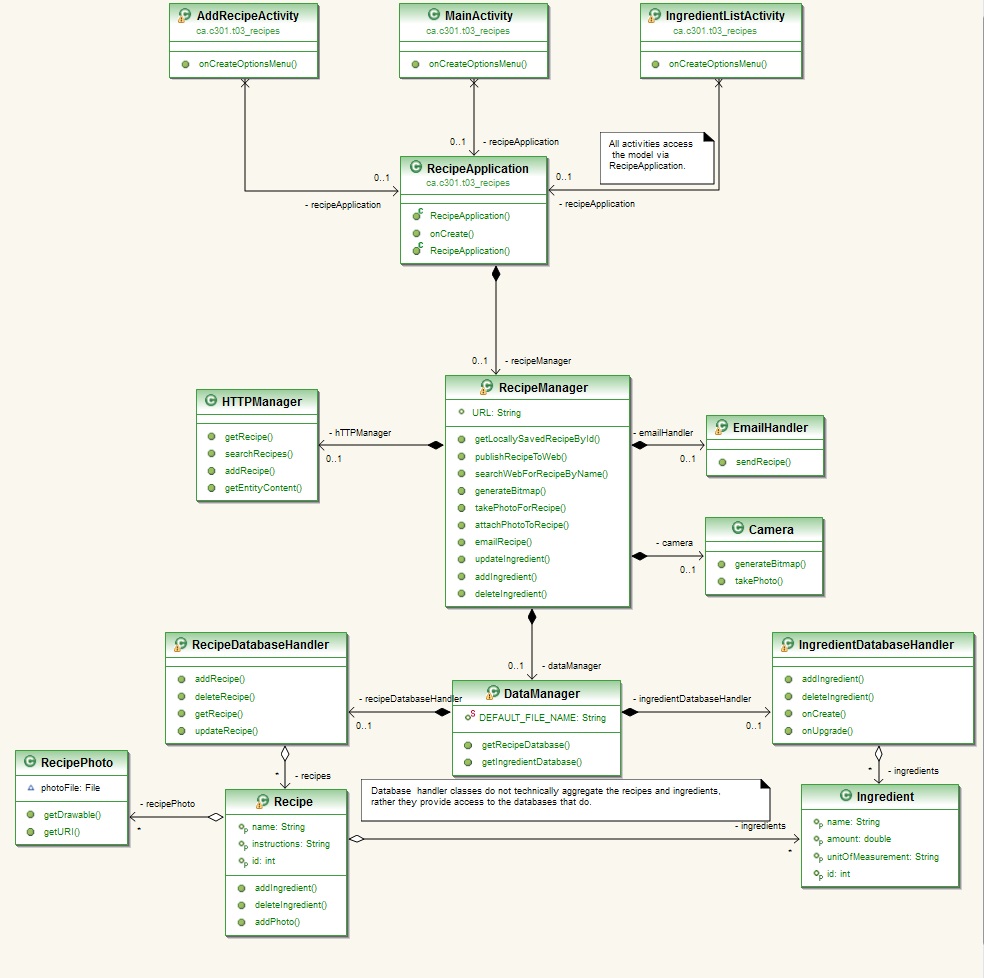 AddRecipeActivity
ca.c301.t03_recipes
onCreateOptionsMenu()
MainActivity
ca.c301.t03_recipes
onCreateOptionsMenu()
IngredientListActivity
ca.c301.t03_recipes
onCreateOptionsMenu()
0..1
- recipeApplication
All activities access
the model via
RecipeApplication.
0..1
- recipeApplication
0..1
- recipeApplication
RecipeApplication
ca.c301.t03_recipes
RecipeApplication()
onCreate()
RecipeApplication()
0..1
- recipeManager
RecipeManager
URL: String
getLocallySavedRecipeById()
publishRecipeToWeb()
searchWebForRecipeByName()
generateBitmap()
takePhotoForRecipe()
attachPhotoToRecipe()
emailRecipe()
updateIngredient()
addIngredient()
deleteIngredient()
HTTPManager
getRecipe()
searchRecipes()
addRecipe()
getEntityContent()
- hTTPManager
0..1
- emailHandler
0..1
EmailHandler
sendRecipe()
- camera
0..1
Camera
generateBitmap()
takePhoto()
0..1
- dataManager
RecipeDatabaseHandler
addRecipe()
deleteRecipe()
getRecipe()
updateRecipe()
- recipeDatabaseHandler
0..1
DataManager
DEFAULT_FILE_NAME: String
getRecipeDatabase()
getIngredientDatabase()
- ingredientDatabaseHandler
0..1
IngredientDatabaseHandler
addIngredient()
deleteIngredient()
onCreate()
onUpgrade()
RecipePhoto
photoFile: File
getDrawable()
getURI()
- recipePhoto
*
*
- recipes
Recipe
name: String
instructions: String
id: int
addIngredient()
deleteIngredient()
addPhoto()
Database handler classes do not technically aggregate the recipes and ingredients,
rather they provide access to the databases that do.
- ingredients
*
*
- ingredients
Ingredient
name: String
amount: double
unitOfMeasurement: String
id: int